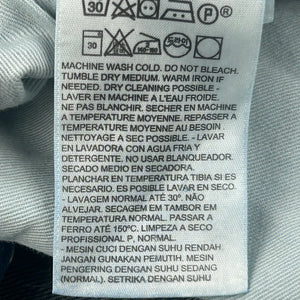 30
P
30
150-160
MACHINE WASH COLD. DO NOT BLEACH.
TUMBLE DRY MEDIUM. WARM IRON IF
NEEDED. DRY CLEANING POSSIBLE -
LAVER EN MACHINE A L'EAU FROIDE.
NE PAS BLANCHIR. SECHER EN MACHINE
A TEMPERATURE MOYENNE. REPASSER A
TEMPERATURE MOYENNE AU BESOIN
NETTOYAGE A SEC POSSIBLE - LAVAR
EN LAVADORA CON AGUA FRIA Y
DETERGENTE. NO USAR BLANQUEADOR.
SECADO MEDIO EN SECADORA.
PLANCHAR EN TEMPERATURA TIBIA SI ES
NECESARIO. ES POSIBLE LAVAR EN SECO.
- LAVAGEM NORMAL ATÉ 30°. NÃO
ALVEJAR. SECAGEM EM TAMBOR EM
TEMPERATURA NORMAL. PASSAR A
FERRO ATÉ 150ºC. LIMPEZA A SECO
PROFISSIONAL P, NORMAL - MESIN
CUCI DENGAN SUHU RENDAH.
JANGAN GUNAKAN PEMUTIH. MESIN
PENGERING DENGAN SUHU SEDANG
(NORMAL). SETRIKA DENGAN SUHU